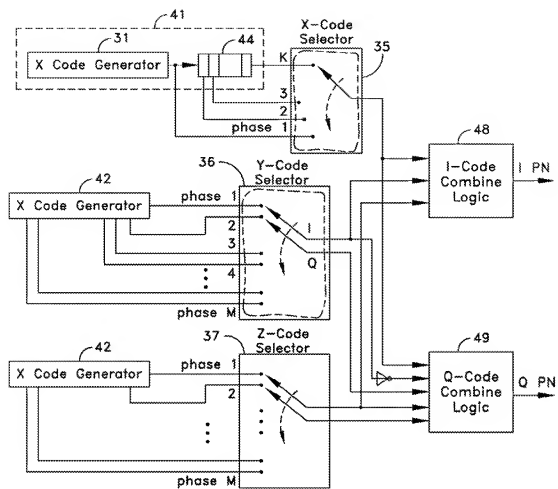 41
31
X Code Generator
44
X-Code
Selector
35
K
3
2
phase 1
48
I-Code
Combine
Logic
I PN
42
X Code Generator
36
Y-Code
Selector
phase 1
2
3
4
phase M
I
Q
42
X Code Generator
37
Z-Code
Selector
phase 1
2
phase M
49
Q-Code
Combine
Logic
Q PN